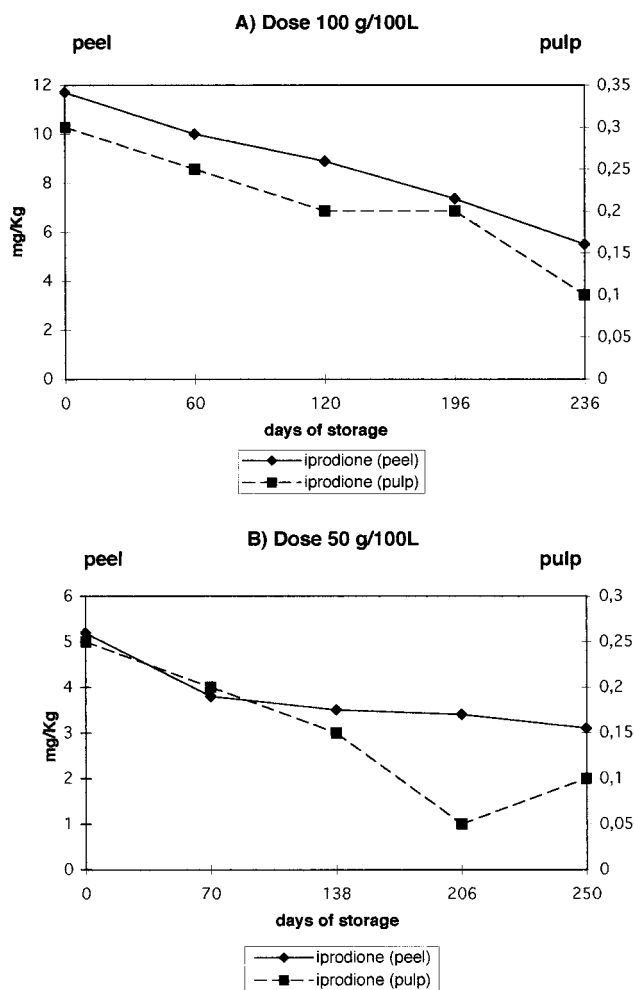 A) Dose 100 g/100L
peel
pulp
12
10
8
6
4
2
0
mg/Kg
0,35
0,3
0,25
0,2
0,15
0,1
0,05
0
0 60 120 196 236
days of storage
iprodione (peel)
iprodione (pulp)
B) Dose 50 g/100L
peel
pulp
6
5
4
3
2
1
0
mg/Kg
0,3
0,25
0,2
0,15
0,1
0,05
0
0 70 138 206 250
days of storage
iprodione (peel)
iprodione (pulp)